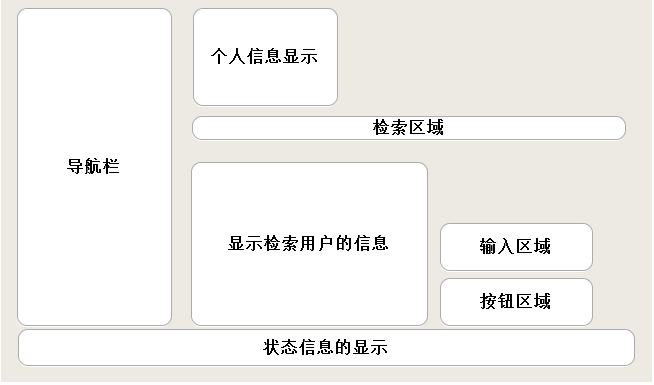 个人信息显示
检索区域
导航栏
显示检索用户的信息
输入区域
按钮区域
状态信息的显示